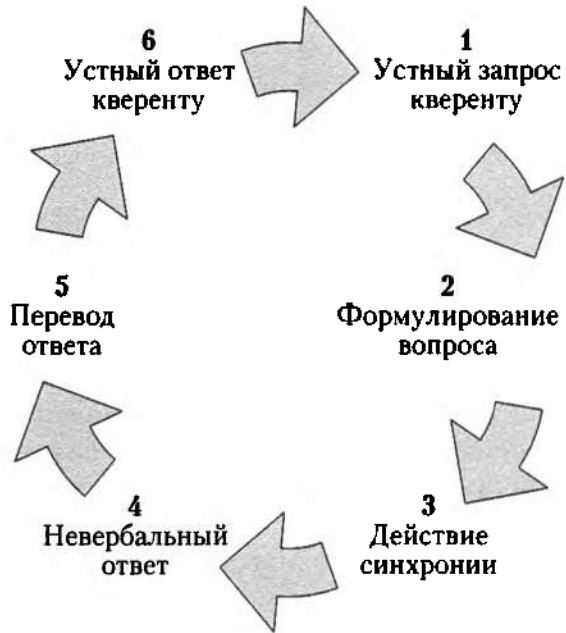 1
Устный запрос
кверенту
2
Формулирование
вопроса
3
Действие
синхронии
4
Невербальный
ответ
5
Перевод
ответа
6
Устный ответ
кверенту